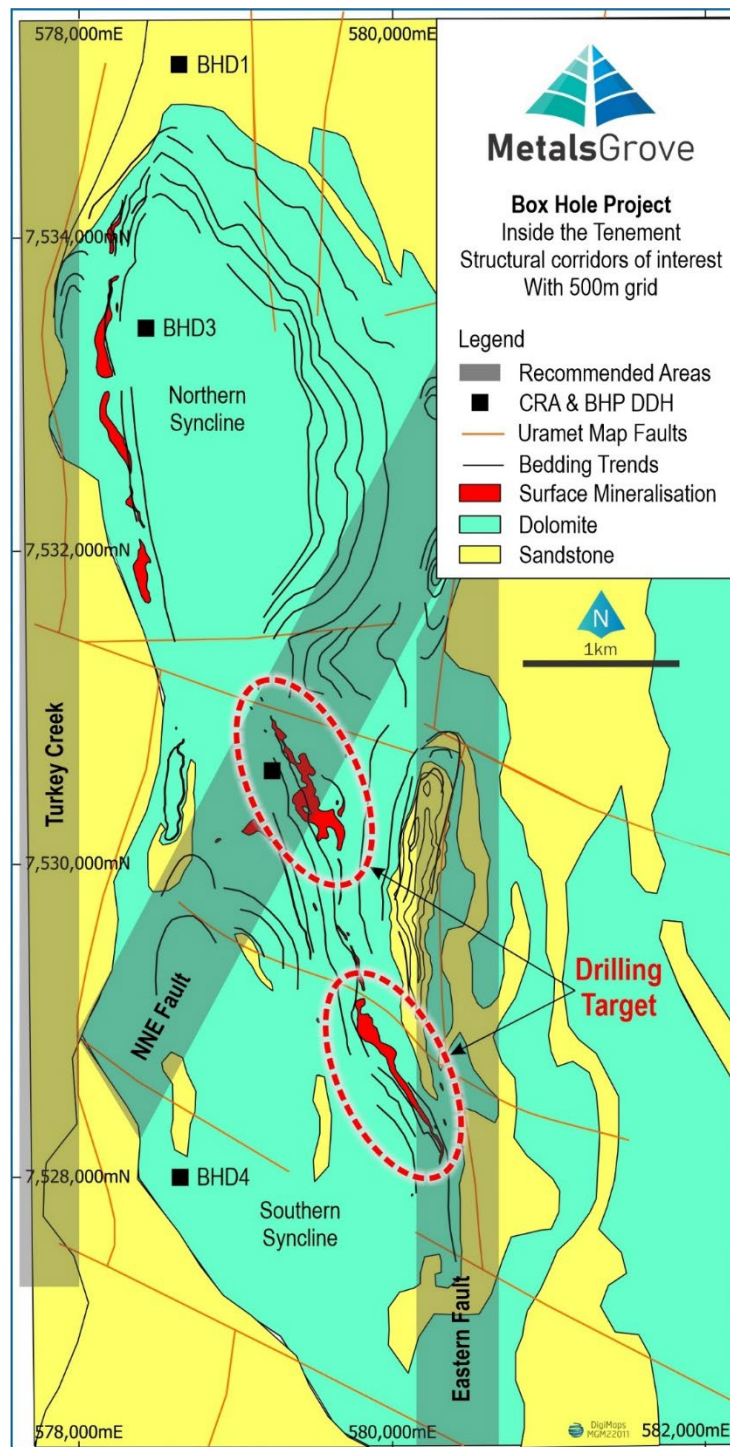 578,000mE
580,000mE
BHD1
MetalsGrove
Box Hole Project
Inside the Tenement
Structural corridors of interest
With 500m grid
Legend
Recommended Areas
CRA & BHP DDH
Uramet Map Faults
Bedding Trends
Surface Mineralisation
Dolomite
Sandstone
7,534,000mN
BHD3
Northern
Syncline
7,532,000mN
N
1km
Turkey Creek
7,530,000mN
Drilling
Target
NNE Fault
7,528,000mN
BHD4
Southern
Syncline
Eastern Fault
578,000mE
580,000mE
582,000mE
DigiMaps
MGM22011